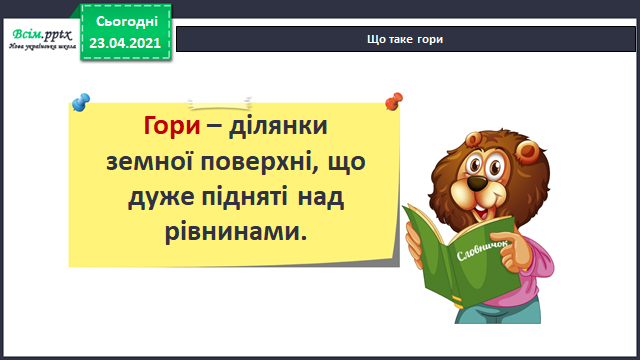 Всім.pptx
Нова українська школа
Сьогодні
23.04.2021
Що таке гори
Гори – ділянки
земної поверхні, що
дуже підняті над
рівнинами.
Словничок